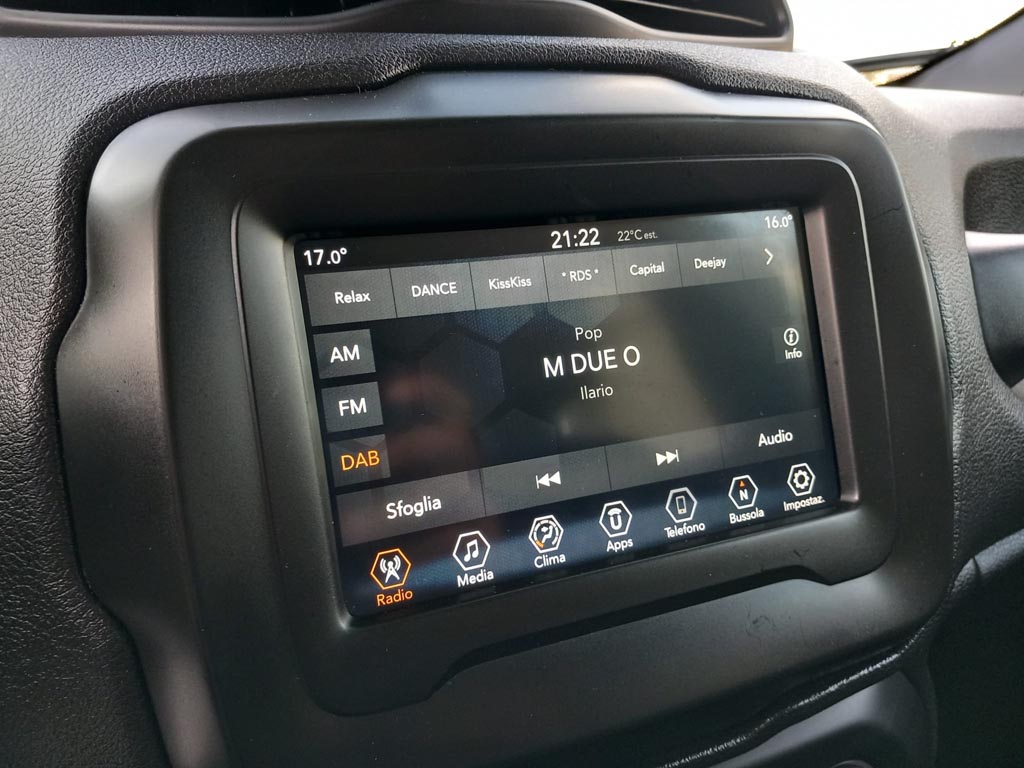 17.0°
21:22
22°C est.
16.0°
Relax
DANCE
KissKiss
* RDS *
Capital
Deejay
AM
FM
DAB
Pop
M DUE O
Ilario
i
Info
Sfoglia
Audio
Radio
Media
Clima
Apps
Telefono
N
Bussola
Impostaz.